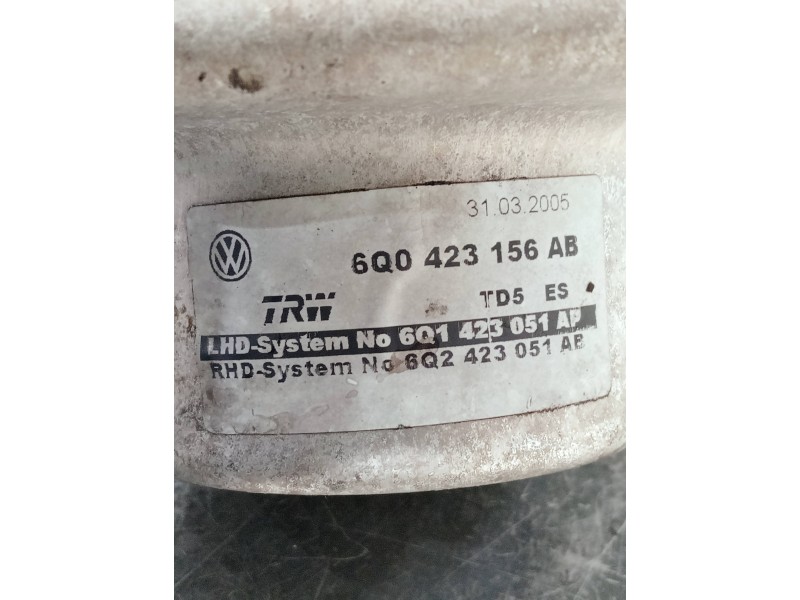 31.03.2005
6Q0 423 156 AB
TRW TD5 ES
LHD-System No 6Q1 423 051
RHD-System No 6Q2 423 051 AB